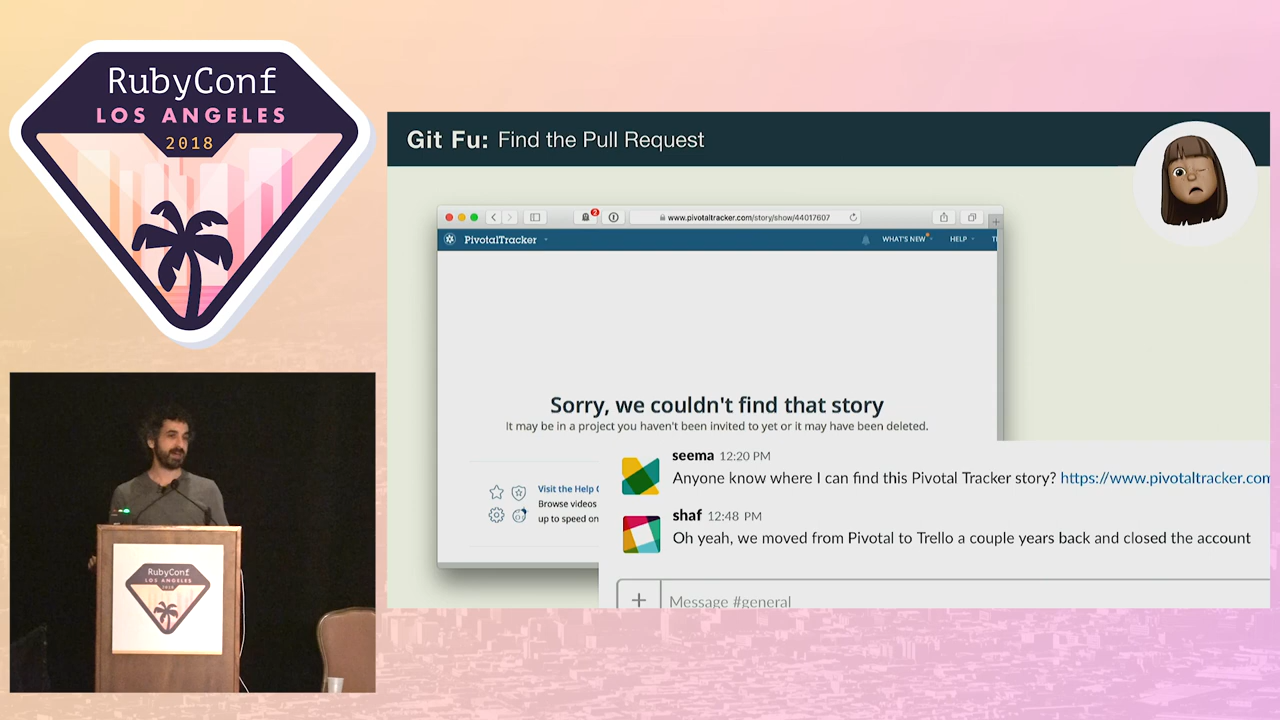 RubyConf
LOS ANGELES
2018
Git Fu: Find the Pull Request
3
www.pivotaltracker.com/story/show/44017607
PivotalTracker
WHAT'S NEW
HELP
Sorry, we couldn't find that story
It may be in a project you haven't been invited to yet or it may have been deleted.
Visit the Help
Browse videos
up to speed on
seema 12:20 PM
Anyone know where I can find this Pivotal Tracker story? https://www.pivotaltracker.com
shaf 12:48 PM
Oh yeah, we moved from Pivotal to Trello a couple years back and closed the account
Message #general
RubyConf
LOS ANGELES
2018